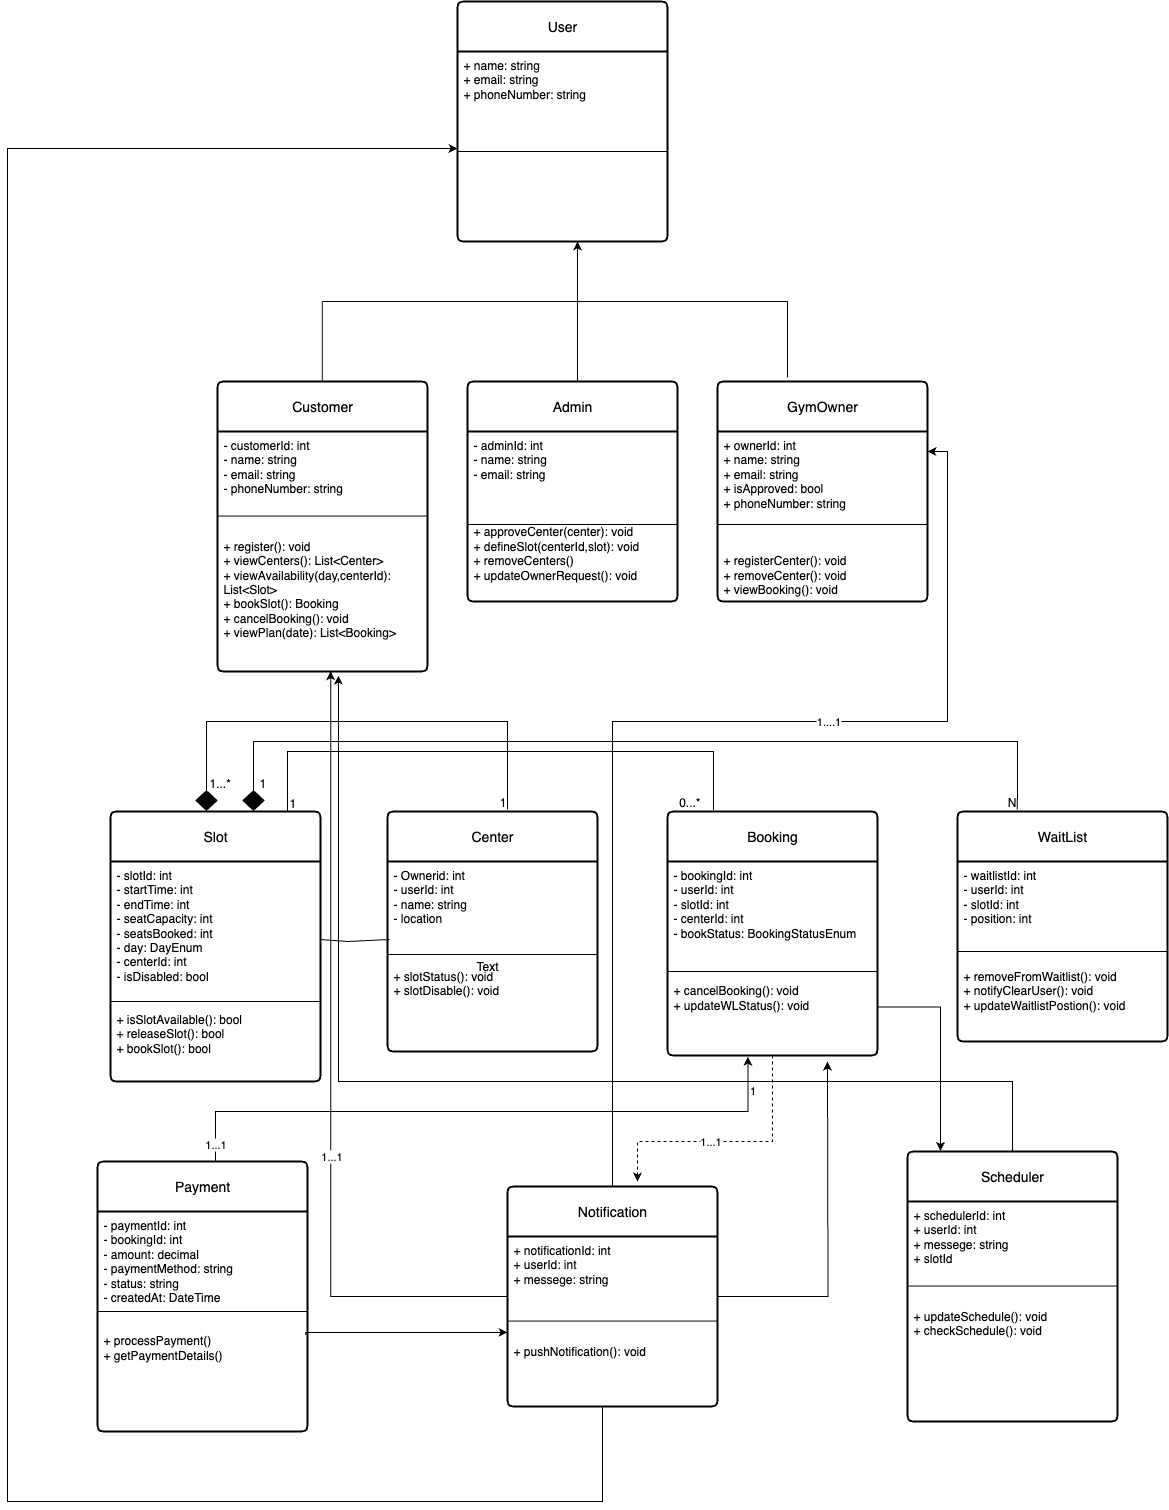 User
+ name: string
+ email: string
+ phoneNumber: string
Customer
- customerId: int
- name: string
- email: string
- phoneNumber: string
+ register(): void
+ viewCenters(): List<Center>
+ viewAvailability(day,centerId):
List<Slot>
+ bookSlot(): Booking
+ cancelBooking(): void
+ viewPlan(date): List<Booking>
Admin
- adminId: int
- name: string
- email: string
+ approveCenter(center): void
+ defineSlot(centerId,slot): void
+ removeCenters()
+ updateOwnerRequest(): void
GymOwner
+ ownerId: int
+ name: string
+ email: string
+ isApproved: bool
+ phoneNumber: string
+ registerCenter(): void
+ removeCenter(): void
+ viewBooking(): void
1....1
1...*
1
1
1
0...*
N
Slot
- slotId: int
- startTime: int
- endTime: int
- seatCapacity: int
- seatsBooked: int
- day: DayEnum
- centerId: int
- isDisabled: bool
+ isSlotAvailable(): bool
+ releaseSlot(): bool
+ bookSlot(): bool
Center
- Ownerid: int
- userId: int
- name: string
- location
Text
+ slotStatus(): void
+ slotDisable(): void
Booking
- bookingId: int
- userId: int
- slotId: int
- centerId: int
- bookStatus: BookingStatusEnum
+ cancelBooking(): void
+ updateWLStatus(): void
WaitList
- waitlistId: int
- userId: int
- slotId: int
- position: int
+ removeFromWaitlist(): void
+ notifyClearUser(): void
+ updateWaitlistPostion(): void
1
1...1
1...1
1...1
Payment
- paymentId: int
- bookingId: int
- amount: decimal
- paymentMethod: string
- status: string
- createdAt: DateTime
+ processPayment()
+ getPaymentDetails()
Notification
+ notificationId: int
+ userId: int
+ messege: string
+ pushNotification(): void
Scheduler
+ schedulerId: int
+ userId: int
+ messege: string
+ slotId
+ updateSchedule(): void
+ checkSchedule(): void